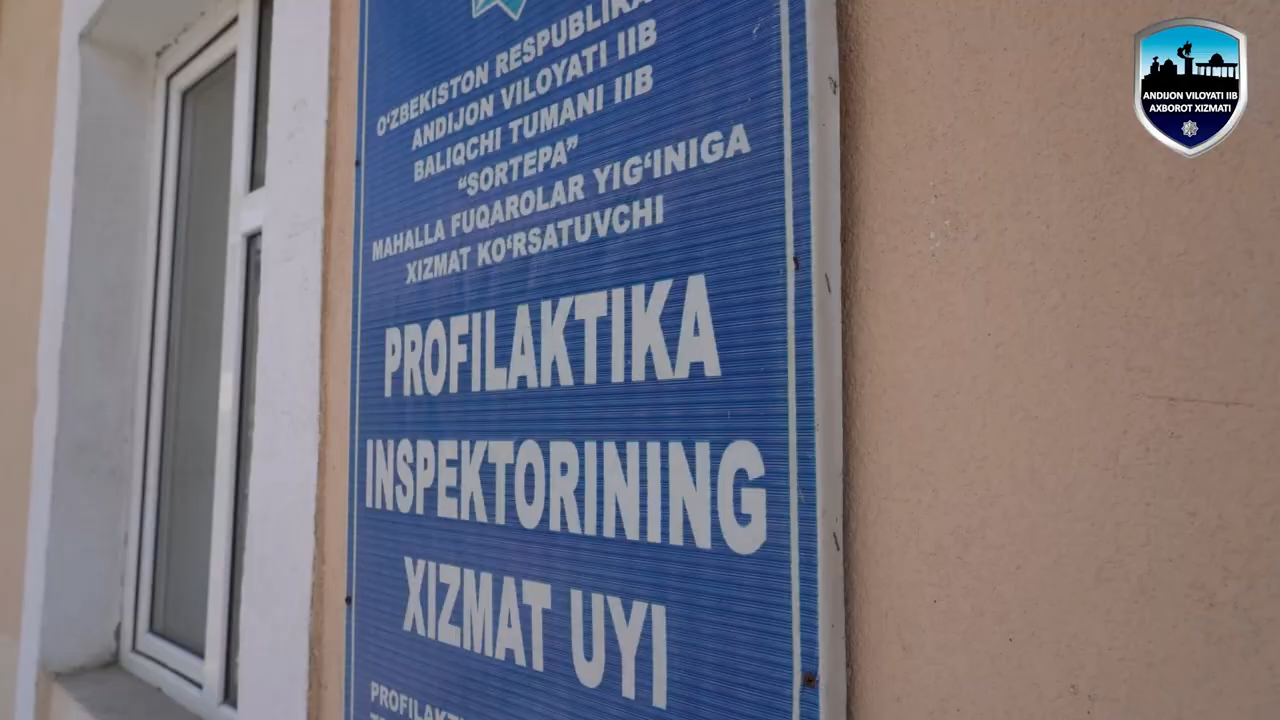 O‘ZBEKISTON RESPUBLIKA
ANDIJON VILOYATI IIB
BALIQCHI TUMANI IIB
“SORTEPA”
MAHALLA FUQAROLAR YIG‘INIGA
XIZMAT KO‘RSATUVCHI
PROFILAKTIKA
INSPEKTORINING
XIZMAT UYI
ANDIJON VILOYATI IIB
AXBOROT XIZMATI